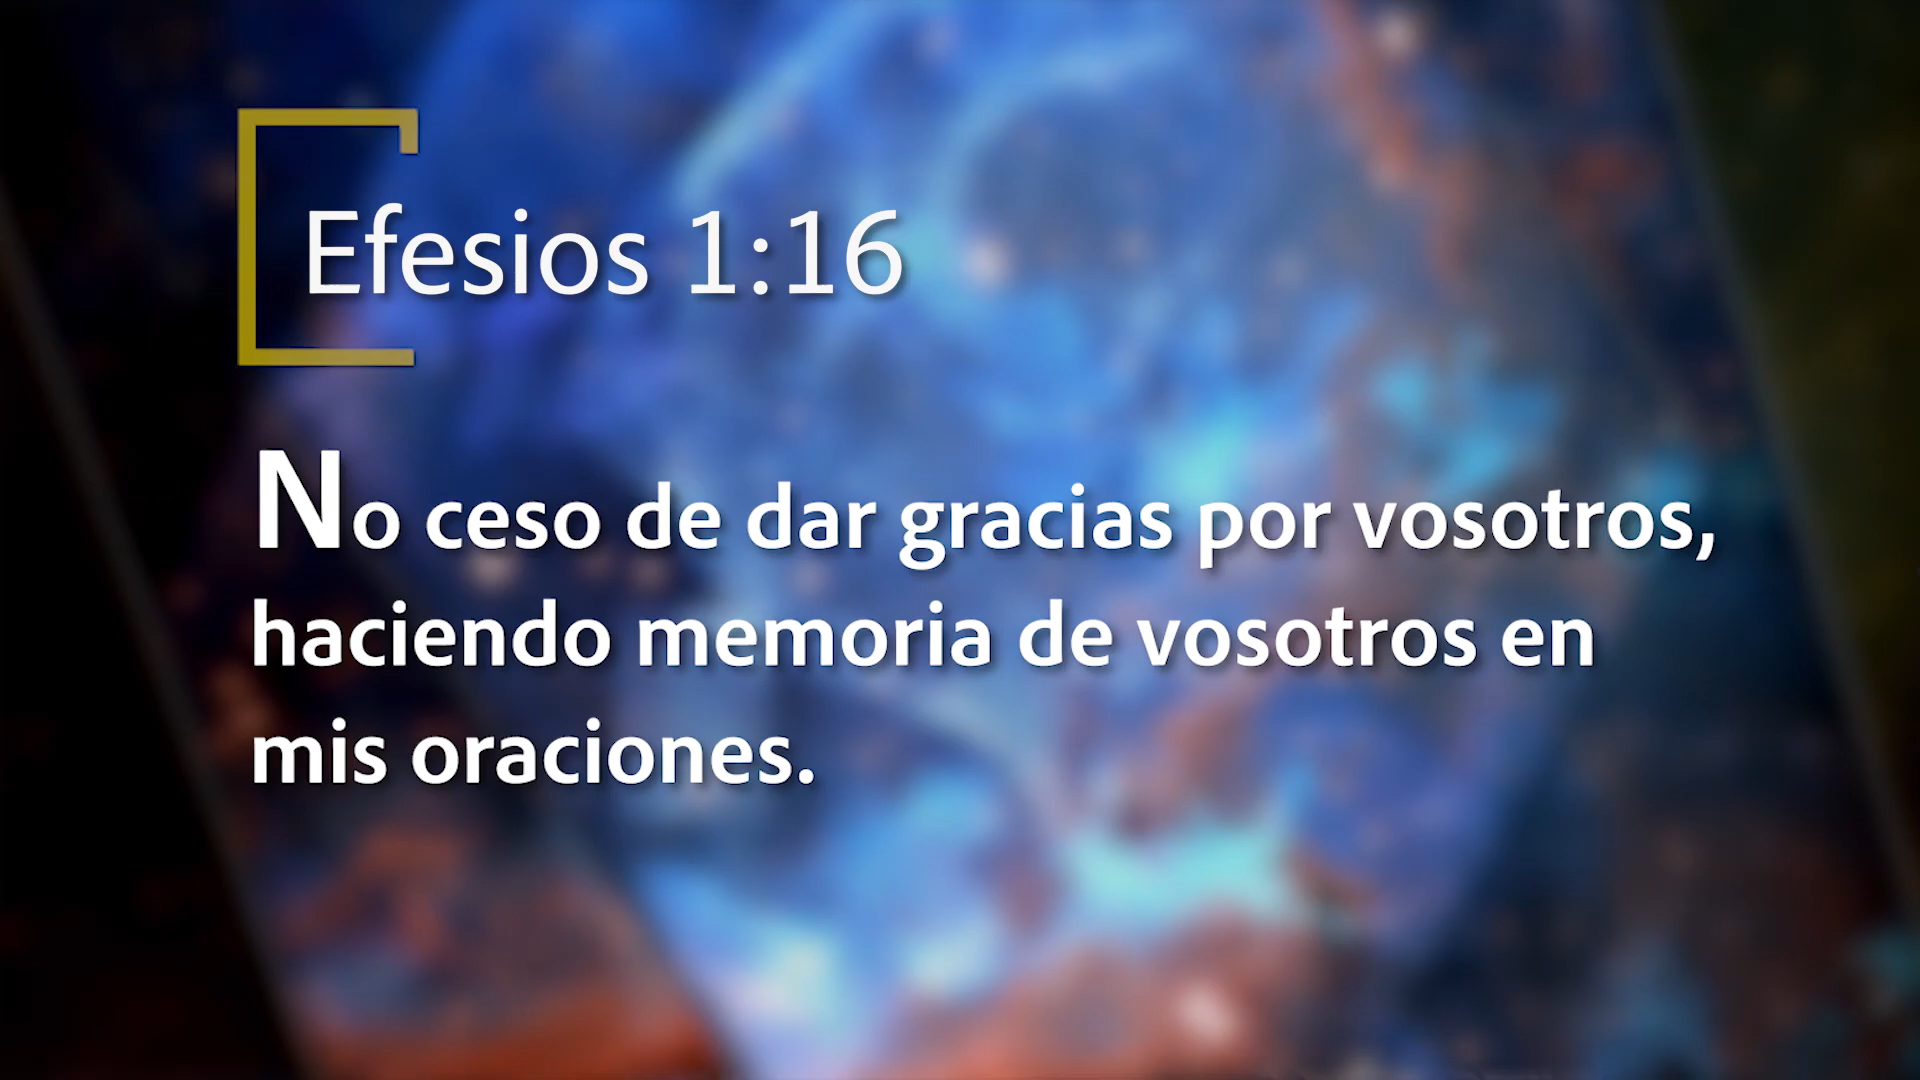 Efesios 1:16
No ceso de dar gracias por vosotros,
haciendo memoria de vosotros en
mis oraciones.